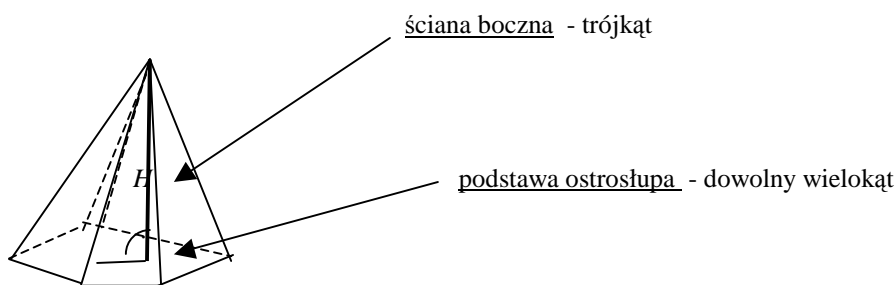 ściana boczna - trójkąt
H
podstawa ostrosłupa - dowolny wielokąt